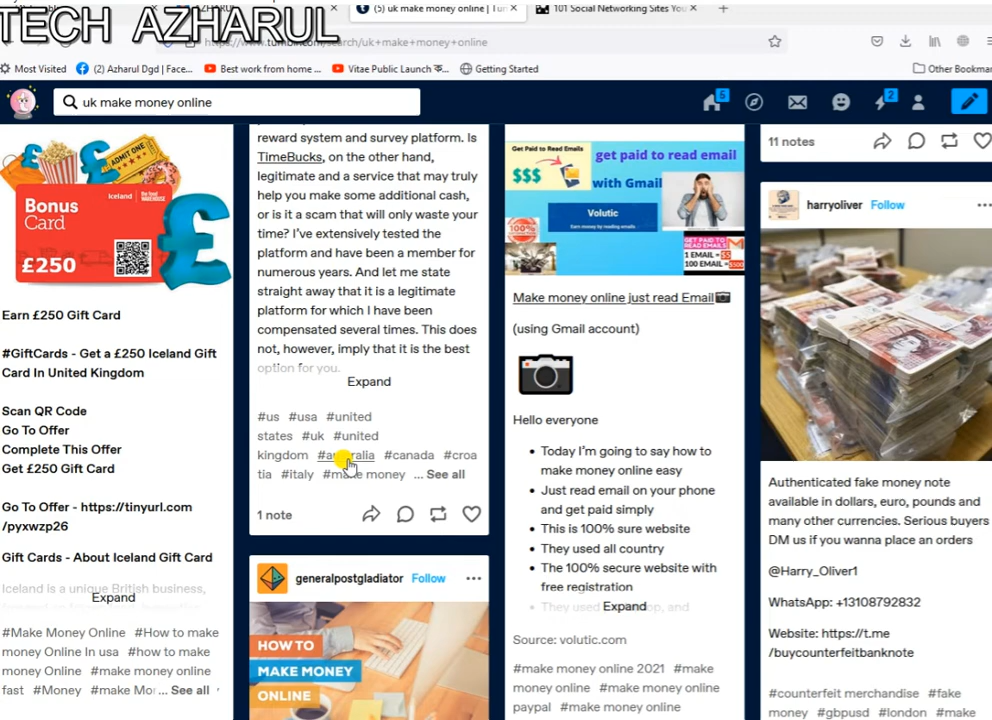 TECH AZHARUL
(5) uk make money online | Tum
101 Social Networking Sites You
https://www.tumblr.com/search/uk+make+money+online
Most Visited
(2) Azharul Dgd | Face...
Best work from home ...
Vitae Public Launch
Getting Started
Other Bookmar
uk make money online
5
2
ADMIT ONE
Bonus
Card
Iceland
£250
Earn £250 Gift Card
#GiftCards - Get a £250 Iceland Gift
Card In United Kingdom
Scan QR Code
Go To Offer
Complete This Offer
Get £250 Gift Card
Go To Offer - https://tinyurl.com
/pyxwzp26
Gift Cards - About Iceland Gift Card
Iceland is a unique British business,
Expand
#Make Money Online #How to make
money Online In usa #how to make
money Online #make money online
fast #Money #make Mo ... See all
reward system and survey platform. Is
TimeBucks, on the other hand,
legitimate and a service that may truly
help you make some additional cash,
or is it a scam that will only waste your
time? I've extensively tested the
platform and have been a member for
numerous years. And let me state
straight away that it is a legitimate
platform for which I have been
compensated several times. This does
not, however, imply that it is the best
option for you.
Expand
#us #usa #united
states #uk #united
kingdom #australia #canada #croa
tia #italy #make money ... See all
1 note
generalpostgladiator Follow
HOW TO
MAKE MONEY
ONLINE
Get Paid to Read Emails
$$$
get paid to read email
with Gmail
Volutic
Earn money by reading emails.
100%
GET PAID TO
READ EMAILS
1 EMAIL = $5
100 EMAIL = $500
Make money online just read Email📷
(using Gmail account)
Hello everyone
Today I'm going to say how to
make money online easy
Just read email on your phone
and get paid simply
This is 100% sure website
They used all country
The 100% secure website with
free registration
They used
Expand
op, and
Source: volutic.com
#make money online 2021 #make
money online #make money online
paypal #make money online
11 notes
harryoliver Follow
Authenticated fake money note
available in dollars, euro, pounds and
many other currencies. Serious buyers
DM us if you wanna place an orders
@Harry_Oliver1
WhatsApp: +13108792832
Website: https://t.me
/buycounterfeitbanknote
#counterfeit merchandise #fake
money #gbpusd #london #make